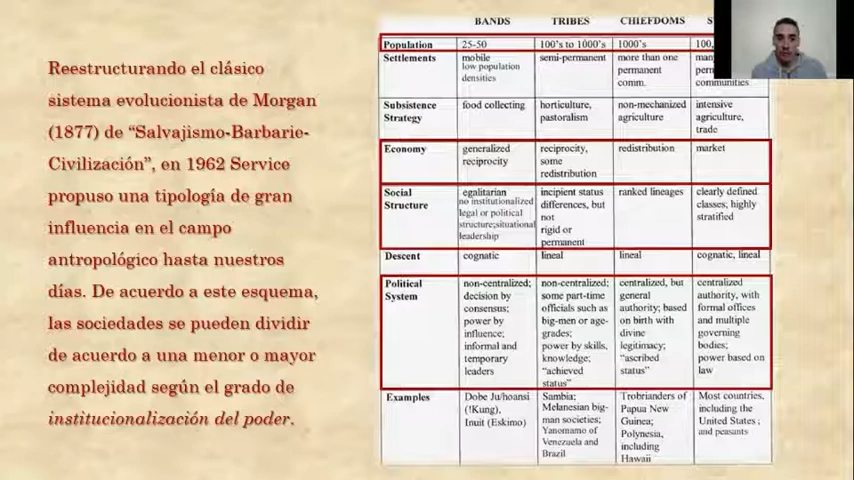 Reestructurando el clásico
sistema evolucionista de Morgan
(1877) de “Salvajismo-Barbarie-
Civilización”, en 1962 Service
propuso una tipología de gran
influencia en el campo
antropológico hasta nuestros
días. De acuerdo a este esquema,
las sociedades se pueden dividir
de acuerdo a una menor o mayor
complejidad según el grado de
institucionalización del poder.
BANDS TRIBES CHIEFDOMS
Population 25-50 100's to 1000's 1000's 100,
Settlements mobile semi-permanent more than one
low population permanent
densities comm. communities
Subsistence food collecting horticulture, non-mechanized intensive
Strategy pastoralism agriculture agriculture,
trade
Economy generalized reciprocity, redistribution market
reciprocity some
redistribution
Social egalitarian incipient status ranked lineages clearly defined
Structure no institutionalized differences, but classes; highly
legal or political not stratified
structure;situational rigid or
leadership permanent
Descent cognatic lineal lineal cognatic, lineal
Political non-centralized; non-centralized; centralized, but centralized
System decision by some part-time general authority, with
consensus; officials such as authority; based formal offices
power by big-men or age- on birth with and multiple
influence; grades; divine governing
informal and power by skills, legitimacy; bodies;
temporary knowledge; “ascribed power based on
leaders “achieved status” law
status”
Examples Dobe Ju/hoansi Sambia; Trobrianders of Most countries,
(!Kung), Melanesian big- Papua New including the
Inuit (Eskimo) man societies; Guinea; United States ;
Yanomamo of Polynesia, and peasants
Venezuela and including
Brazil Hawaii